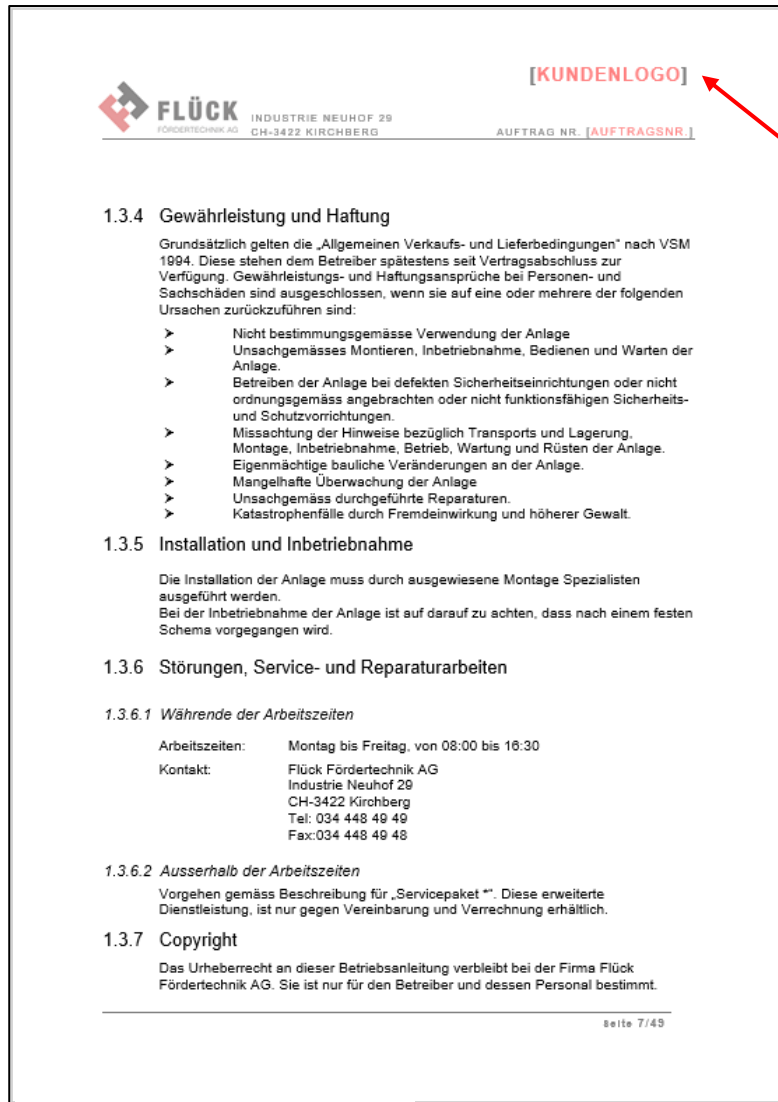 [KUNDENLOGO]
FLÜCK
FÖRDERTECHNIK AG
INDUSTRIE NEUHOF 29
CH-3422 KIRCHBERG
AUFTRAG NR. [AUFTRAGSNR.]
1.3.4 Gewährleistung und Haftung
Grundsätzlich gelten die „Allgemeinen Verkaufs- und Lieferbedingungen" nach VSM
1994. Diese stehen dem Betreiber spätestens seit Vertragsabschluss zur
Verfügung. Gewährleistungs- und Haftungsansprüche bei Personen- und
Sachschäden sind ausgeschlossen, wenn sie auf eine oder mehrere der folgenden
Ursachen zurückzuführen sind:
➤ Nicht bestimmungsgemässe Verwendung der Anlage
➤ Unsachgemässes Montieren, Inbetriebnahme, Bedienen und Warten der
Anlage.
➤ Betreiben der Anlage bei defekten Sicherheitseinrichtungen oder nicht
ordnungsgemäss angebrachten oder nicht funktionsfähigen Sicherheits-
und Schutzvorrichtungen.
➤ Missachtung der Hinweise bezüglich Transports und Lagerung,
Montage, Inbetriebnahme, Betrieb, Wartung und Rüsten der Anlage.
➤ Eigenmächtige bauliche Veränderungen an der Anlage.
➤ Mangelhafte Überwachung der Anlage
➤ Unsachgemäss durchgeführte Reparaturen.
➤ Katastrophenfälle durch Fremdeinwirkung und höherer Gewalt.
1.3.5 Installation und Inbetriebnahme
Die Installation der Anlage muss durch ausgewiesene Montage Spezialisten
ausgeführt werden.
Bei der Inbetriebnahme der Anlage ist auf darauf zu achten, dass nach einem festen
Schema vorgegangen wird.
1.3.6 Störungen, Service- und Reparaturarbeiten
1.3.6.1 Währende der Arbeitszeiten
Arbeitszeiten: Montag bis Freitag, von 08:00 bis 16:30
Kontakt: Flück Fördertechnik AG
Industrie Neuhof 29
CH-3422 Kirchberg
Tel: 034 448 49 49
Fax:034 448 49 48
1.3.6.2 Ausserhalb der Arbeitszeiten
Vorgehen gemäss Beschreibung für „Servicepaket *". Diese erweiterte
Dienstleistung, ist nur gegen Vereinbarung und Verrechnung erhältlich.
1.3.7 Copyright
Das Urheberrecht an dieser Betriebsanleitung verbleibt bei der Firma Flück
Fördertechnik AG. Sie ist nur für den Betreiber und dessen Personal bestimmt.
Seite 7/49